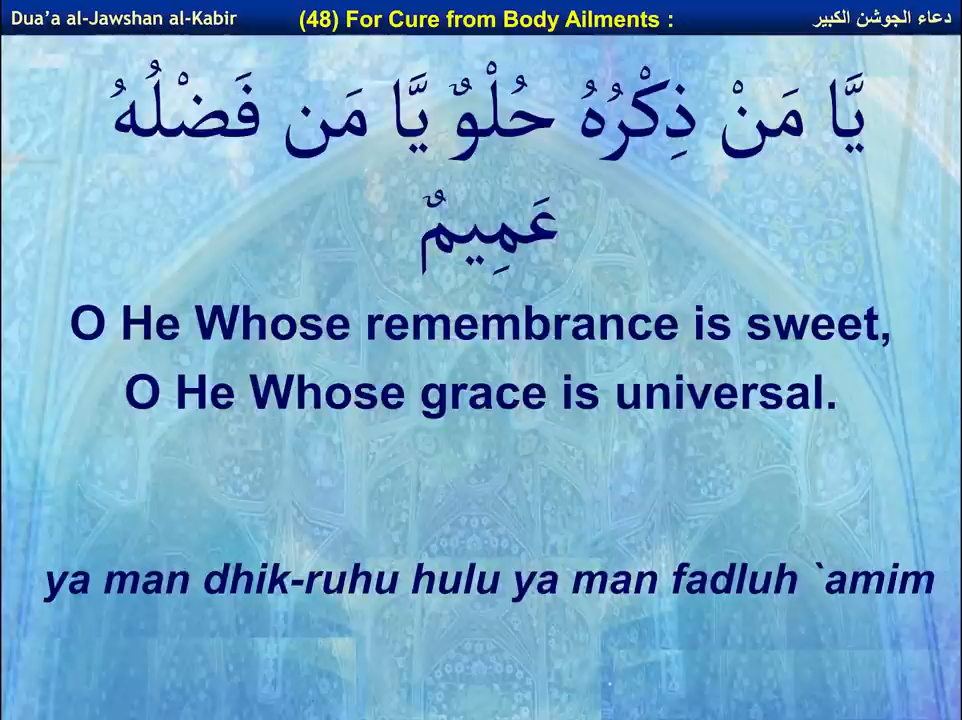 Dua'a al-Jawshan al-Kabir (48) For Cure from Body Ailments : دعاء الجوشن الكبير
يَّا مَنْ ذِكْرُهُ حُلْوٌ يَّا مَن فَضْلُهُ
عَمِيمٌ
O He Whose remembrance is sweet,
O He Whose grace is universal.
ya man dhik-ruhu hulu ya man fadluh `amim